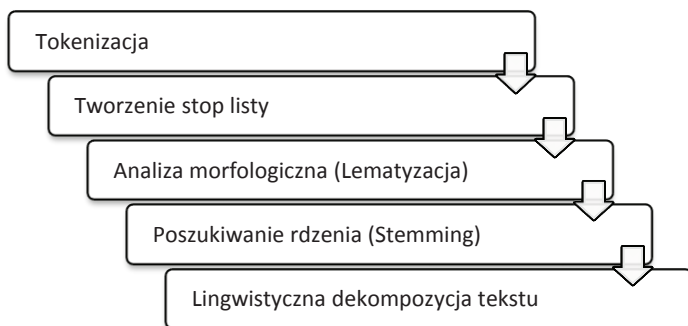 Tokenizacja
Tworzenie stop listy
Analiza morfologiczna (Lematyzacja)
Poszukiwanie rdzenia (Stemming)
Lingwistyczna dekompozycja tekstu